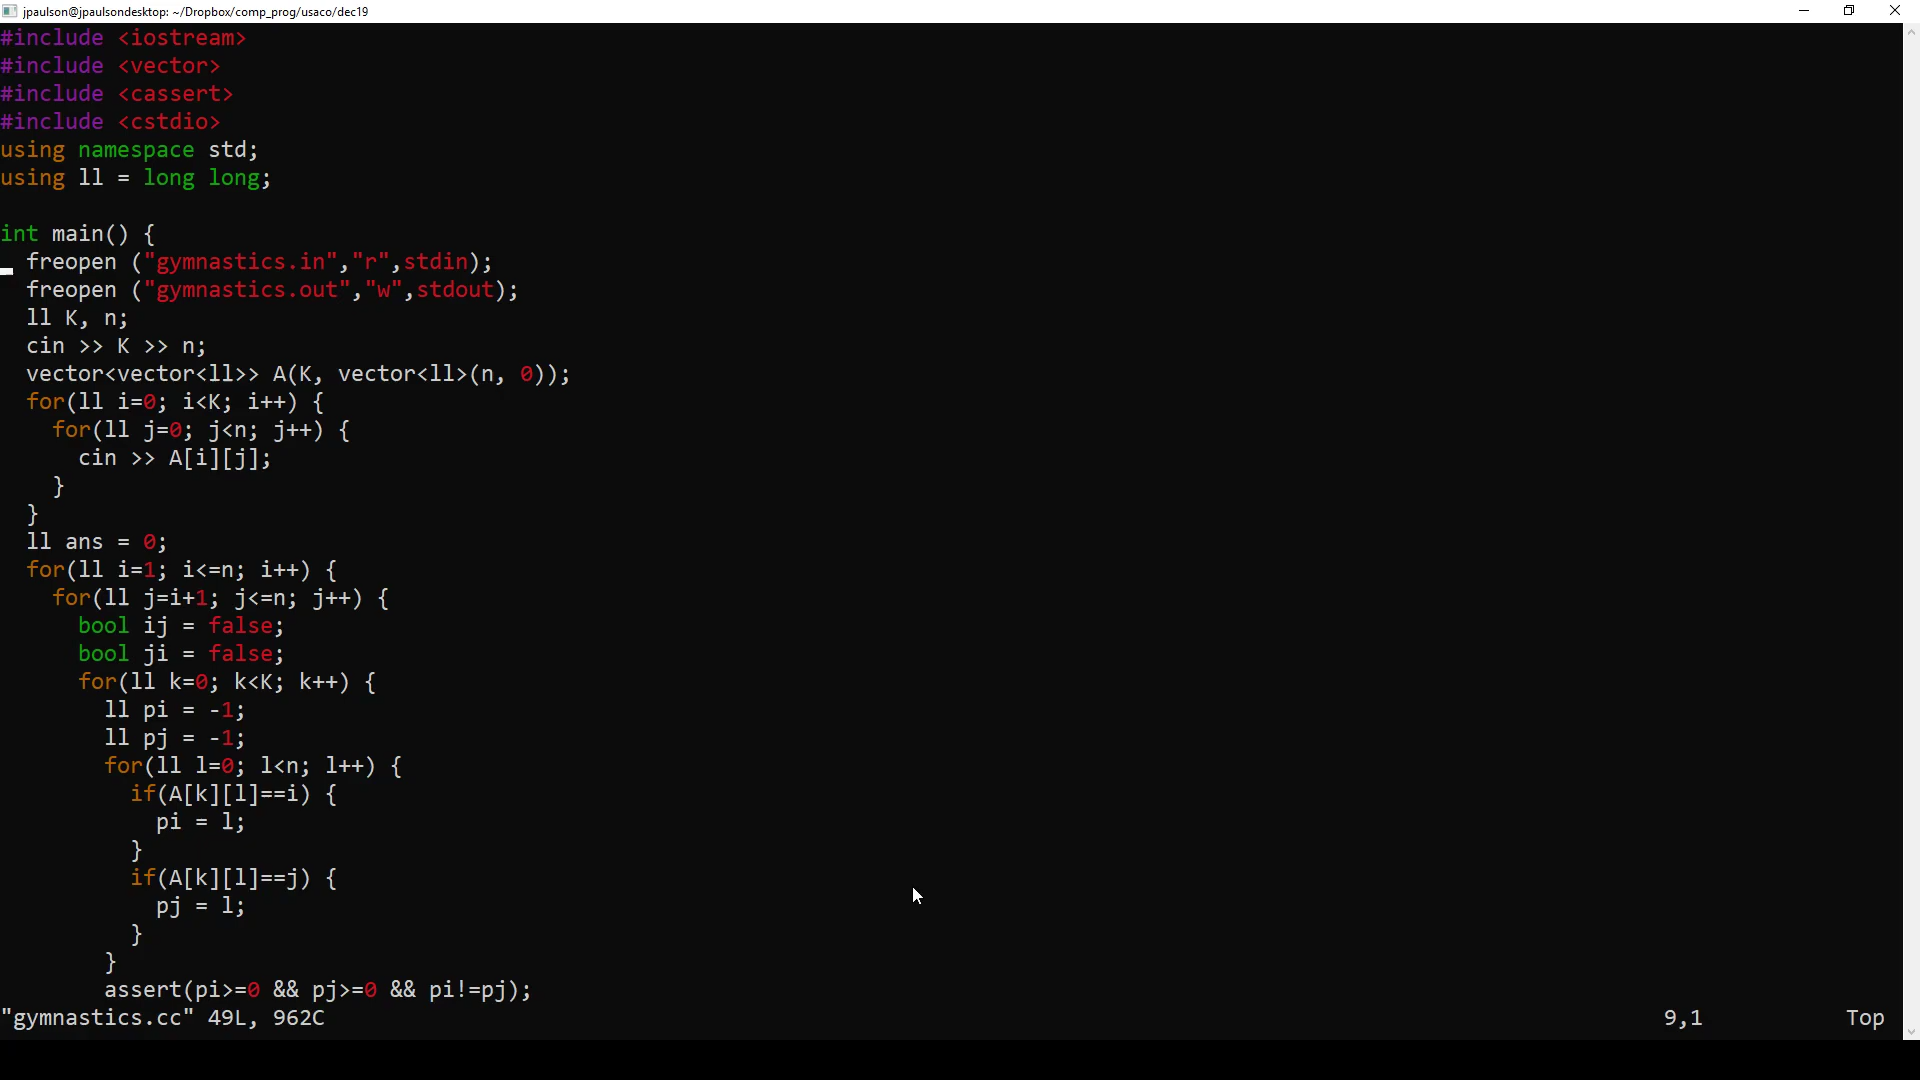 jpaulson@jpaulsondesktop: ~/Dropbox/comp_prog/usaco/dec19
#include <iostream>
#include <vector>
#include <cassert>
#include <cstdio>
using namespace std;
using ll = long long;

int main() {
  freopen ("gymnastics.in","r",stdin);
  freopen ("gymnastics.out","w",stdout);
  ll K, n;
  cin >> K >> n;
  vector<vector<ll>> A(K, vector<ll>(n, 0));
  for(ll i=0; i<K; i++) {
    for(ll j=0; j<n; j++) {
      cin >> A[i][j];
    }
  }
  ll ans = 0;
  for(ll i=1; i<=n; i++) {
    for(ll j=i+1; j<=n; j++) {
      bool ij = false;
      bool ji = false;
      for(ll k=0; k<K; k++) {
        ll pi = -1;
        ll pj = -1;
        for(ll l=0; l<n; l++) {
          if(A[k][l]==i) {
            pi = l;
          }
          if(A[k][l]==j) {
            pj = l;
          }
        }
        assert(pi>=0 && pj>=0 && pi!=pj);
"gymnastics.cc" 49L, 962C 9,1 Top